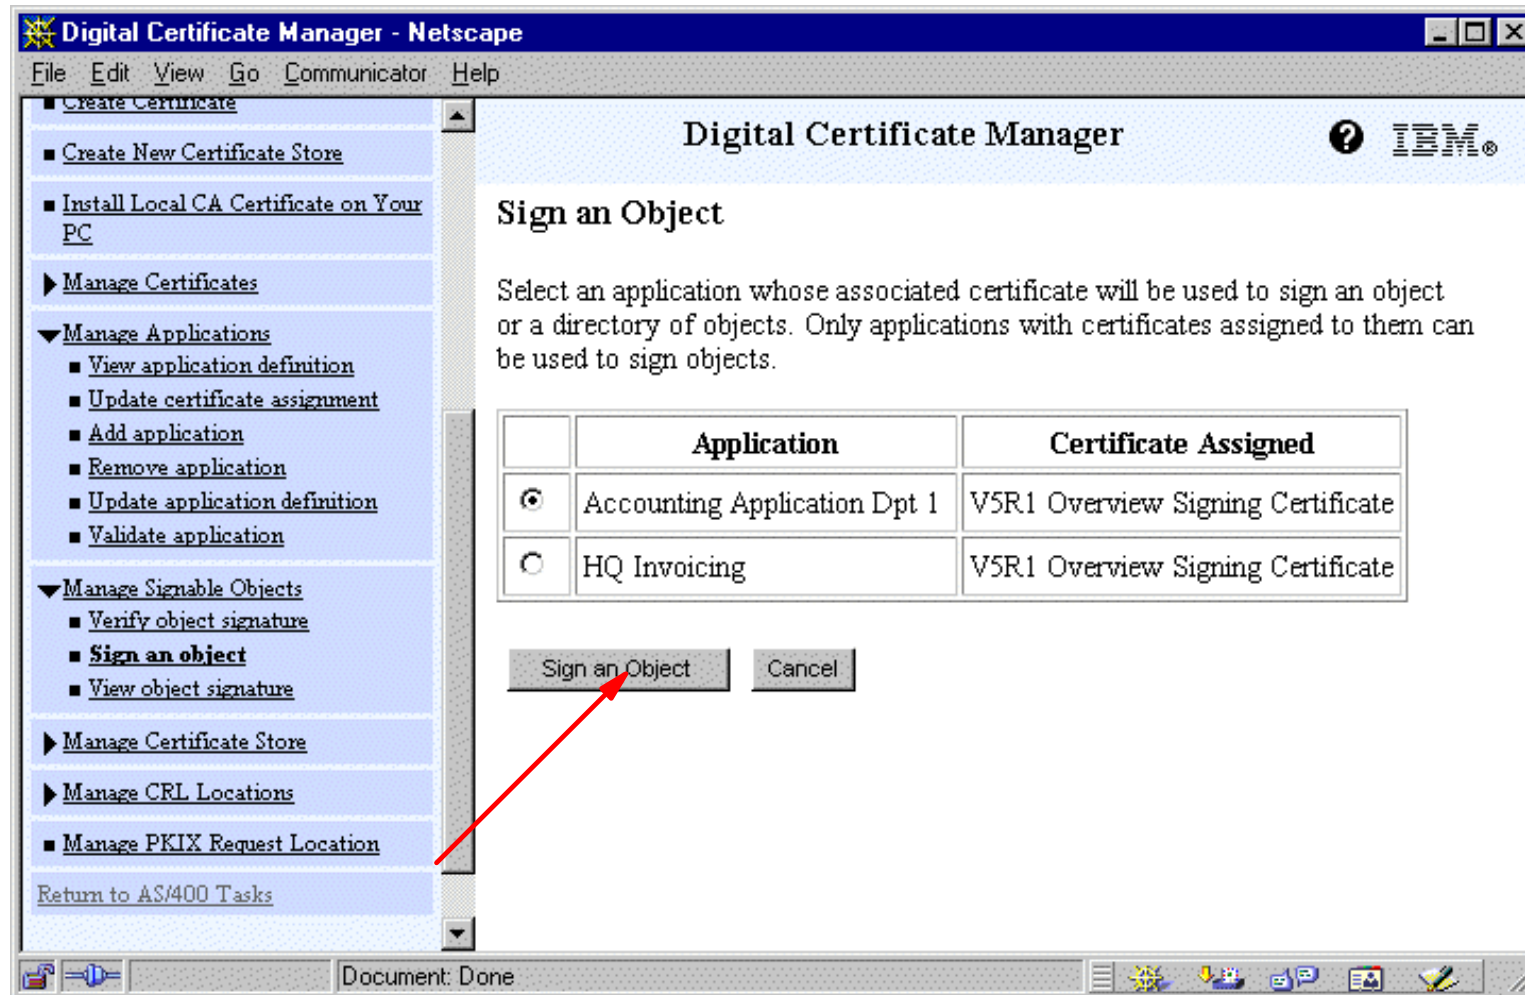 Digital Certificate Manager - Netscape
File Edit View Go Communicator Help
Create Certificate
Create New Certificate Store
Install Local CA Certificate on Your
PC
Manage Certificates
Manage Applications
View application definition
Update certificate assignment
Add application
Remove application
Update application definition
Validate application
Manage Signable Objects
Verify object signature
Sign an object
View object signature
Manage Certificate Store
Manage CRL Locations
Manage PKIX Request Location
Return to AS/400 Tasks
Digital Certificate Manager
? IBM®
Sign an Object
Select an application whose associated certificate will be used to sign an object
or a directory of objects. Only applications with certificates assigned to them can
be used to sign objects.
Application Certificate Assigned
Accounting Application Dpt 1 V5R1 Overview Signing Certificate
HQ Invoicing V5R1 Overview Signing Certificate
Sign an Object Cancel
Document: Done